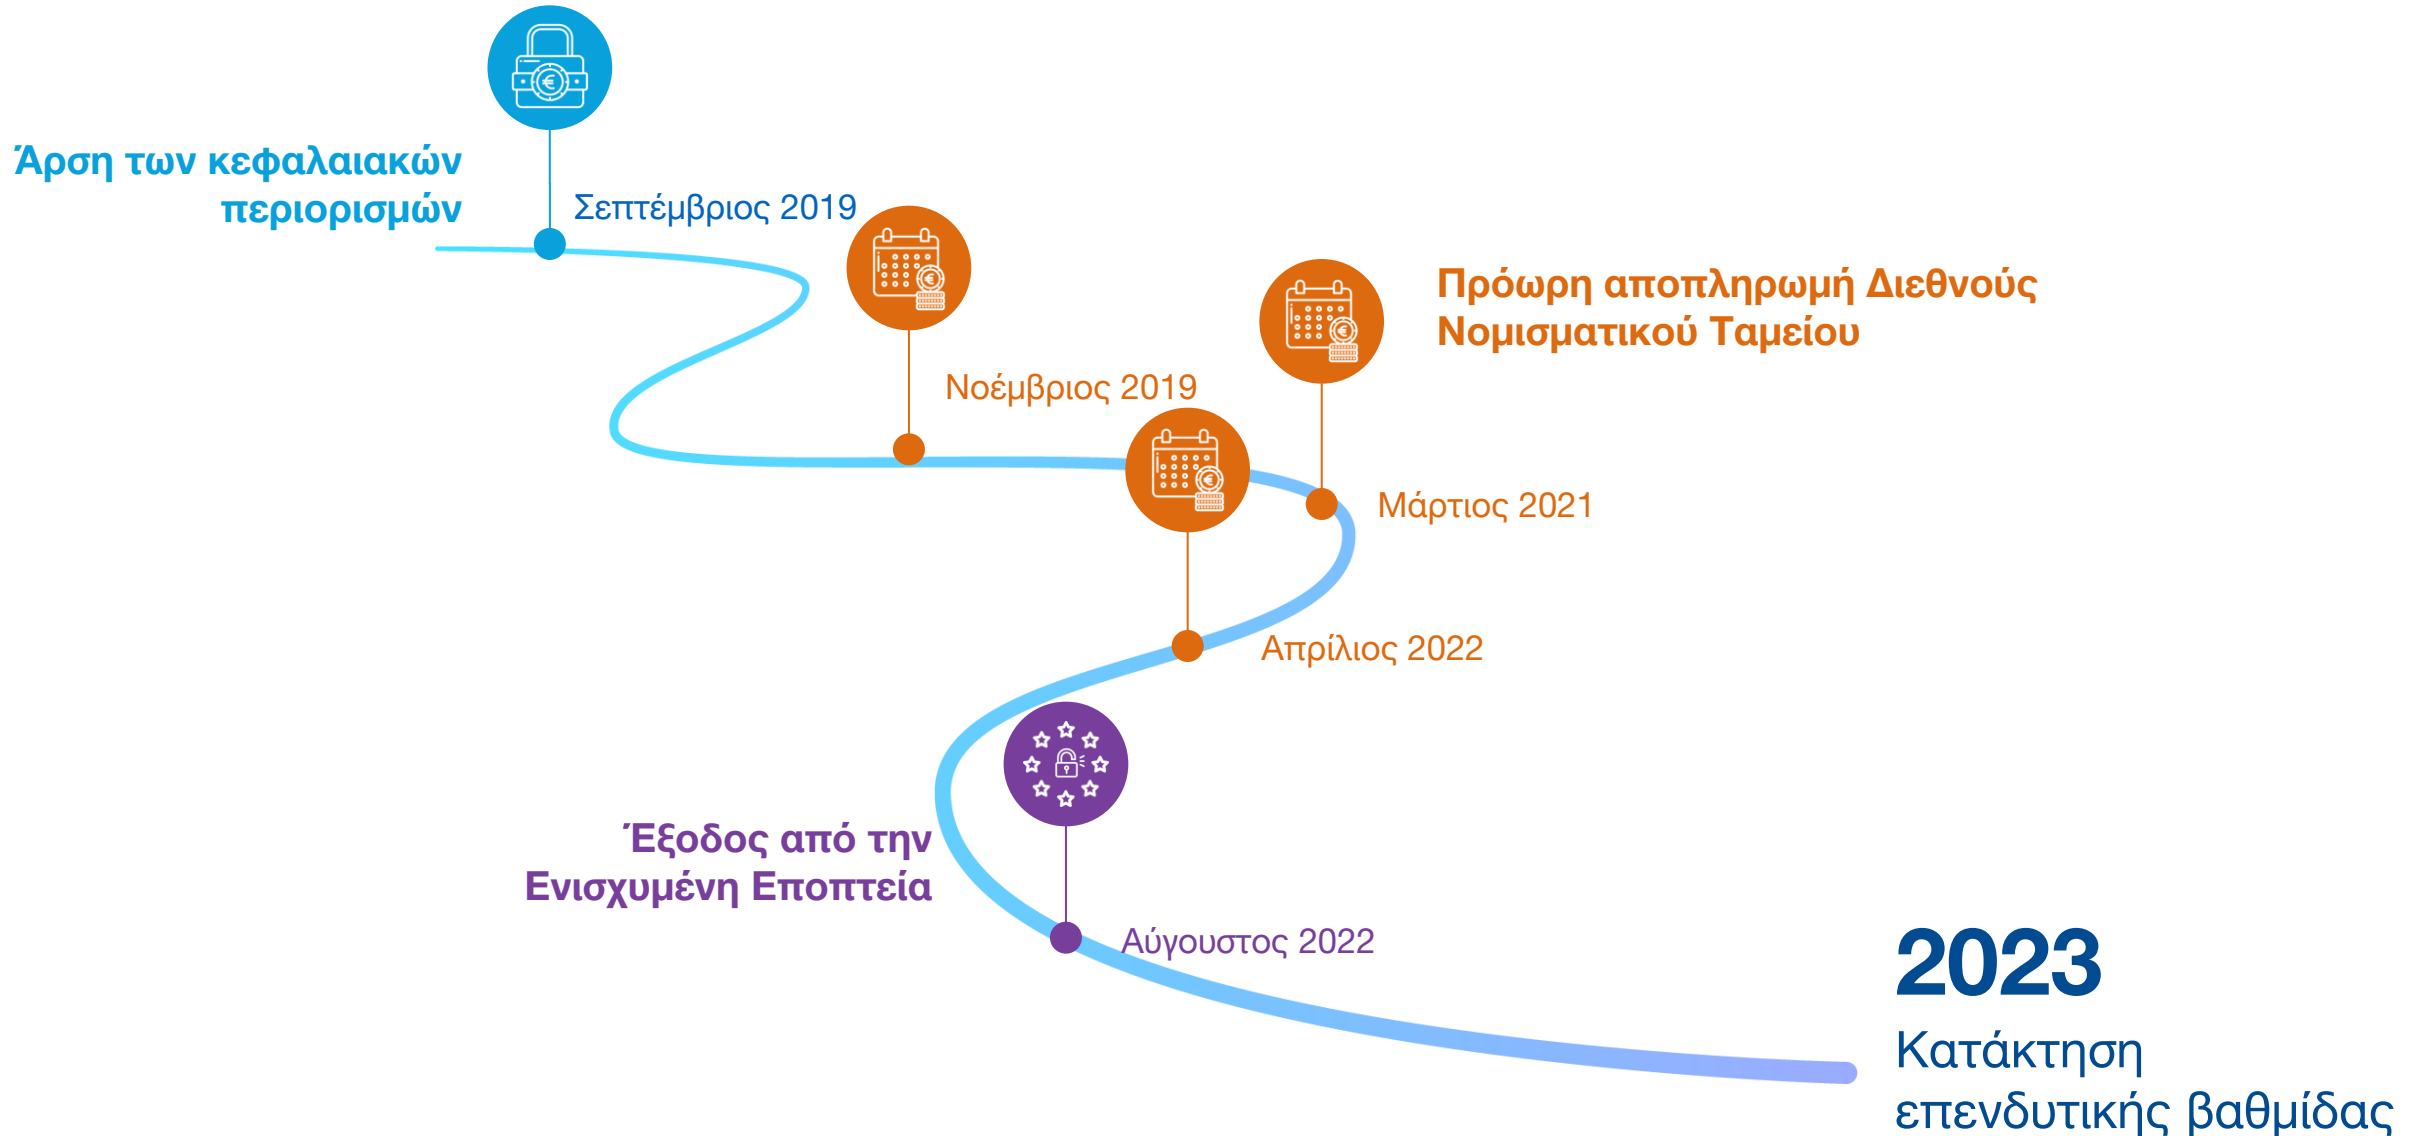 Άρση των κεφαλαιακών
περιορισμών
Σεπτέμβριος 2019
Νοέμβριος 2019
Πρόωρη αποπληρωμή Διεθνούς
Νομισματικού Ταμείου
Μάρτιος 2021
Απρίλιος 2022
Έξοδος από την
Ενισχυμένη Εποπτεία
Αύγουστος 2022
2023
Κατάκτηση
επενδυτικής βαθμίδας